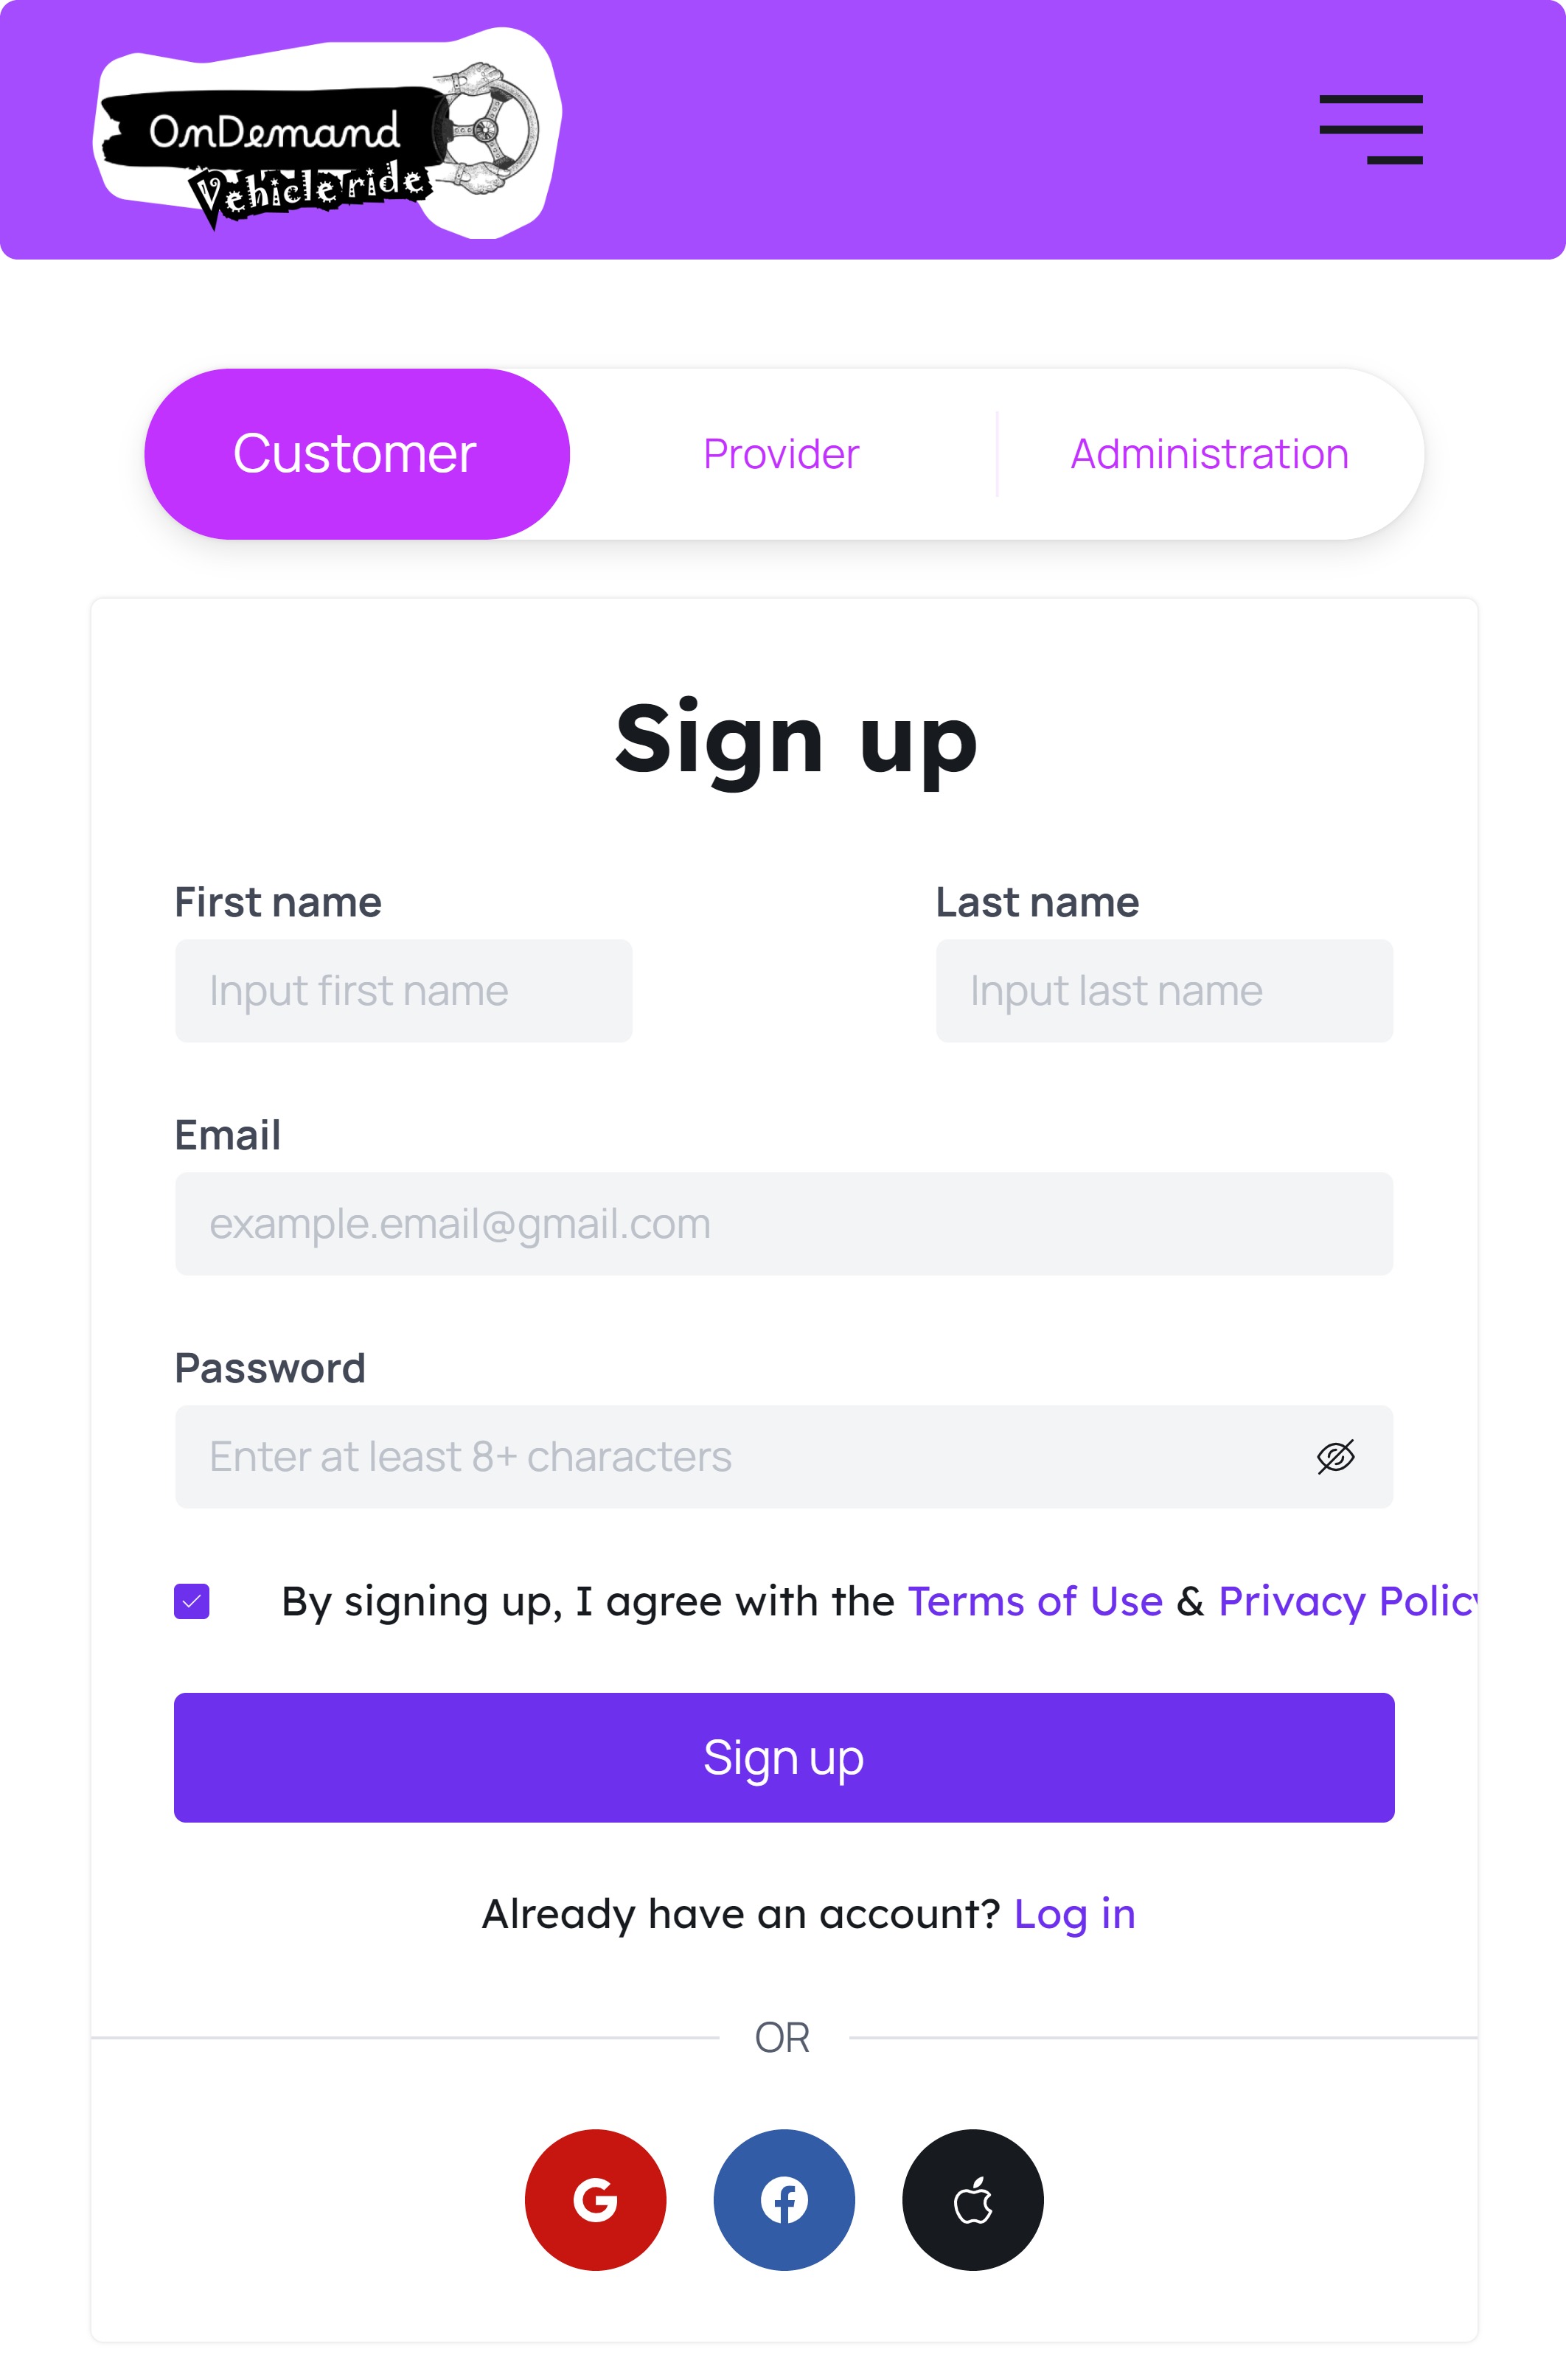 OnDemand
Vehicleride
Customer
Provider
Administration
Sign up
First name
Last name
Input first name
Input last name
Email
example.email@gmail.com
Password
Enter at least 8+ characters
By signing up, I agree with the Terms of Use & Privacy Policy
Sign up
Already have an account? Log in
OR